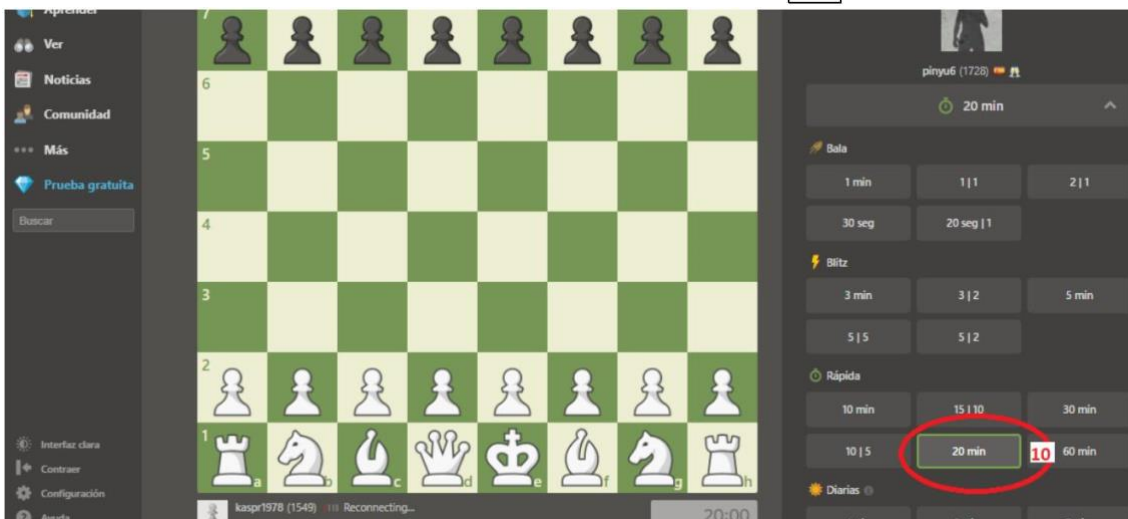 Aprender
Ver
Noticias
Comunidad
Más
Prueba gratuita
Buscar
Interfaz clara
Contraer
Configuración
Ayuda
7
6
5
4
3
2
1
a b c d e f g h
kaspr1978 (1549) Reconnecting...
20:00
pinyu6 (1728)
20 min
Bala
1 min 1 | 1 2 | 1
30 seg 20 seg | 1
Blitz
3 min 3 | 2 5 min
5 | 5 5 | 2
Rápida
10 min 15 | 10 30 min
10 | 5 20 min 10 60 min
Diarias